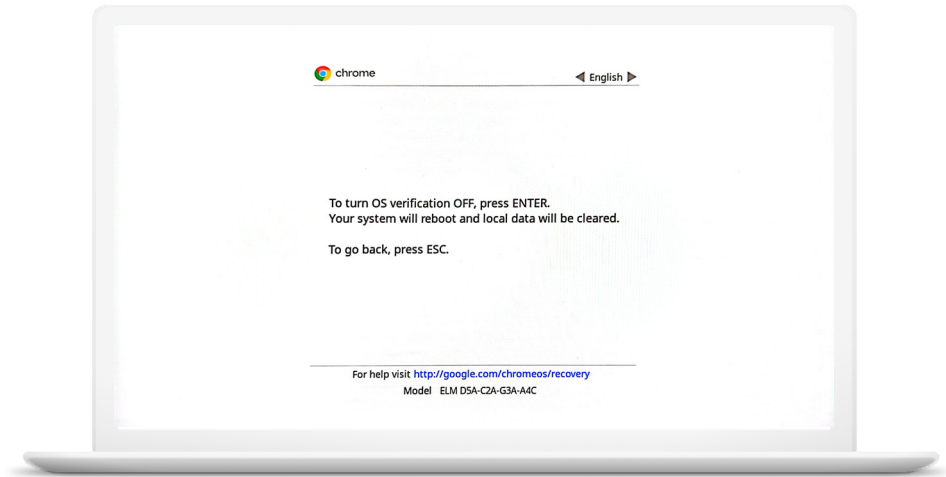 chrome
English
To turn OS verification OFF, press ENTER.
Your system will reboot and local data will be cleared.
To go back, press ESC.
For help visit http://google.com/chromeos/recovery
Model ELM D5A-C2A-G3A-A4C